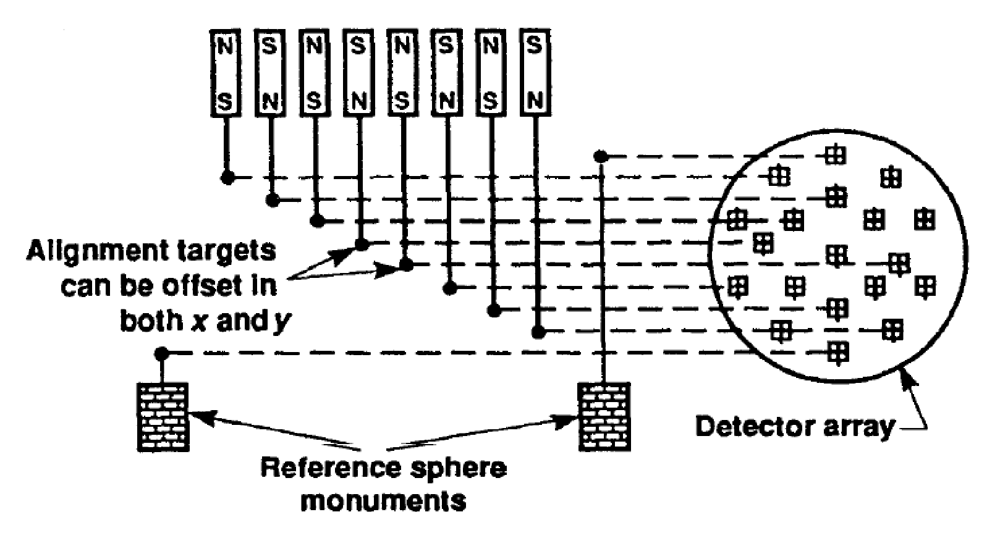 N S N S N S N S
S N S N S N S N
Alignment targets
can be offset in
both x and y
Detector array
Reference sphere
monuments